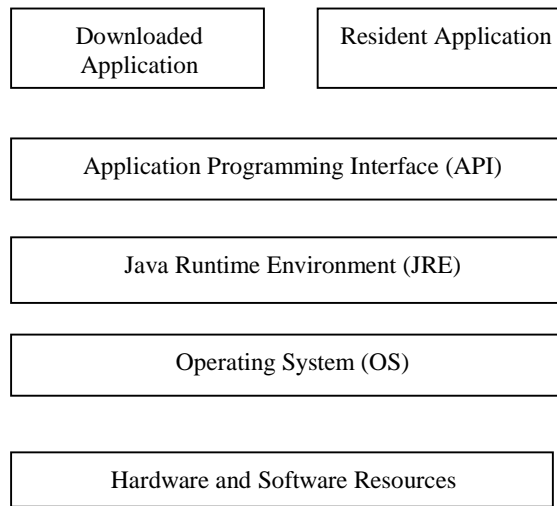 Downloaded
Application
Resident Application
Application Programming Interface (API)
Java Runtime Environment (JRE)
Operating System (OS)
Hardware and Software Resources